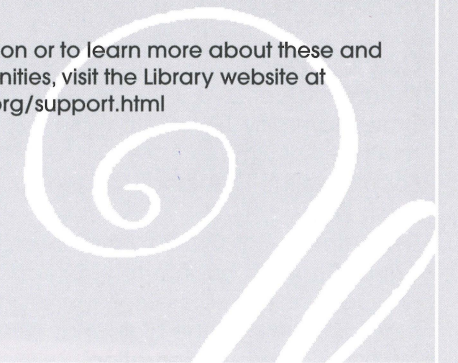 on or to learn more about these and
nities, visit the Library website at
org/support.html